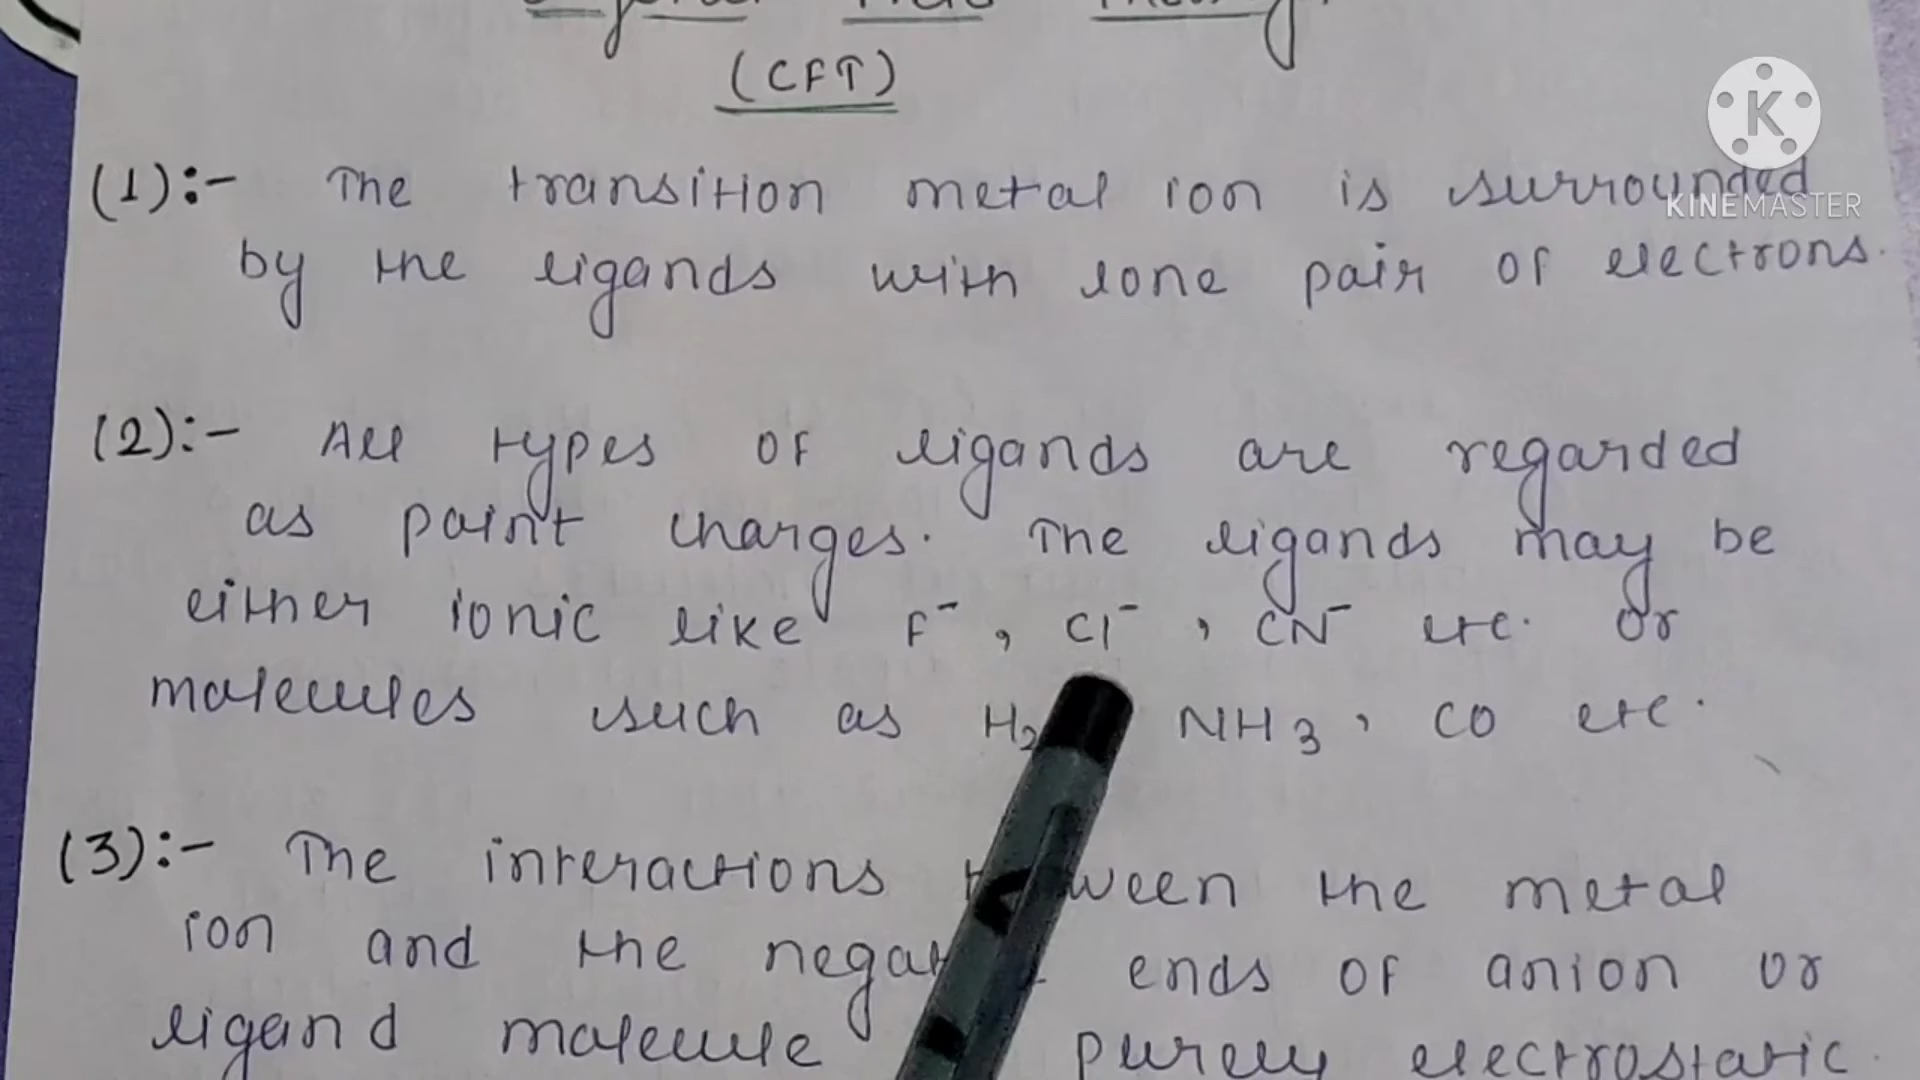 (CFT)
(1):- The transition metal ion is surrounded
by the ligands with lone pair of electrons.
(2):- All types of ligands are regarded
as point charges. The ligands may be
either ionic like F⁻, Cl⁻, CN⁻ etc. or
molecules such as H₂ NH₃, CO etc.
(3):- The interactions between the metal
ion and the ends of anion or
ligand molecule purely electrostatic.
K
KINEMASTER